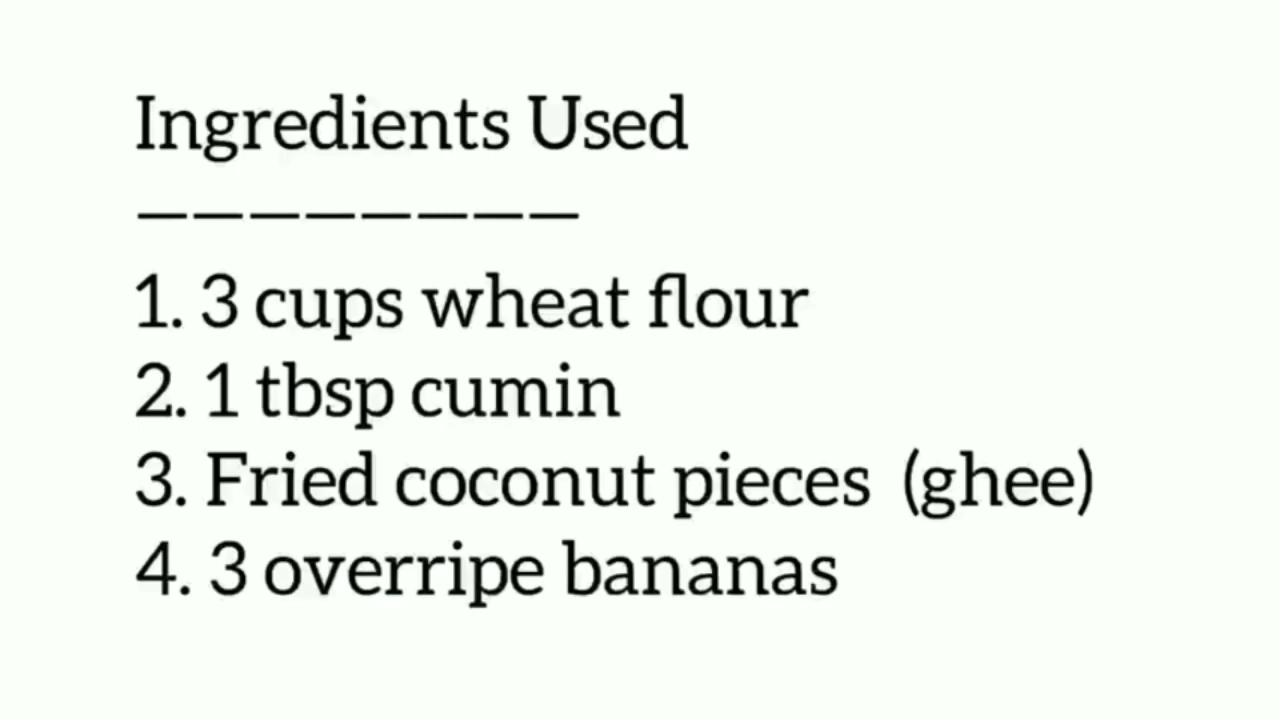 Ingredients Used
————————
1. 3 cups wheat flour
2. 1 tbsp cumin
3. Fried coconut pieces (ghee)
4. 3 overripe bananas